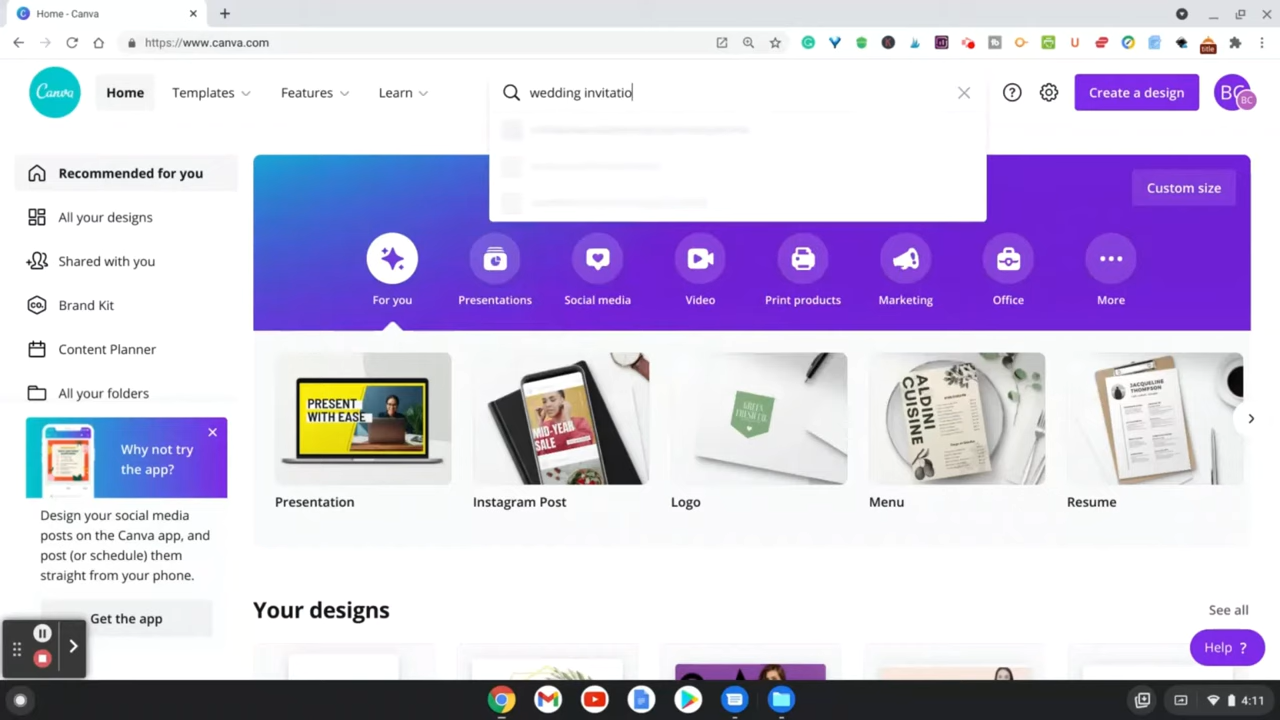 Home - Canva
https://www.canva.com
title
Canva
Home
Templates
Features
Learn
wedding invitatio
Create a design
BC
BC
Recommended for you
All your designs
Shared with you
Brand Kit
CO.
Content Planner
All your folders
Why not try
the app?
Design your social media
posts on the Canva app, and
post (or schedule) them
straight from your phone.
Get the app
Custom size
For you
Presentations
Social media
Video
Print products
Marketing
Office
More
PRESENT
WITH EASE
MID-YEAR
SALE
ALDINI
CUISINE
JACQUELINE
THOMPSON
Presentation
Instagram Post
Logo
Menu
Resume
Your designs
See all
Help ?
4:11